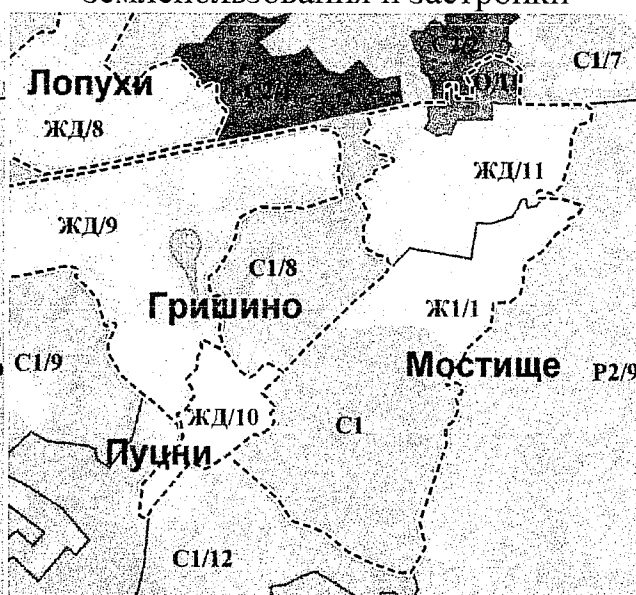 землепользования и застройки
С1/7
Лопухи
ЖД/8
ЖД/11
ЖД/9
С1/8
Гришино
Ж1/1
С1/9
Мостище
Р2/9
ЖД/10
С1
Пуцни
С1/12